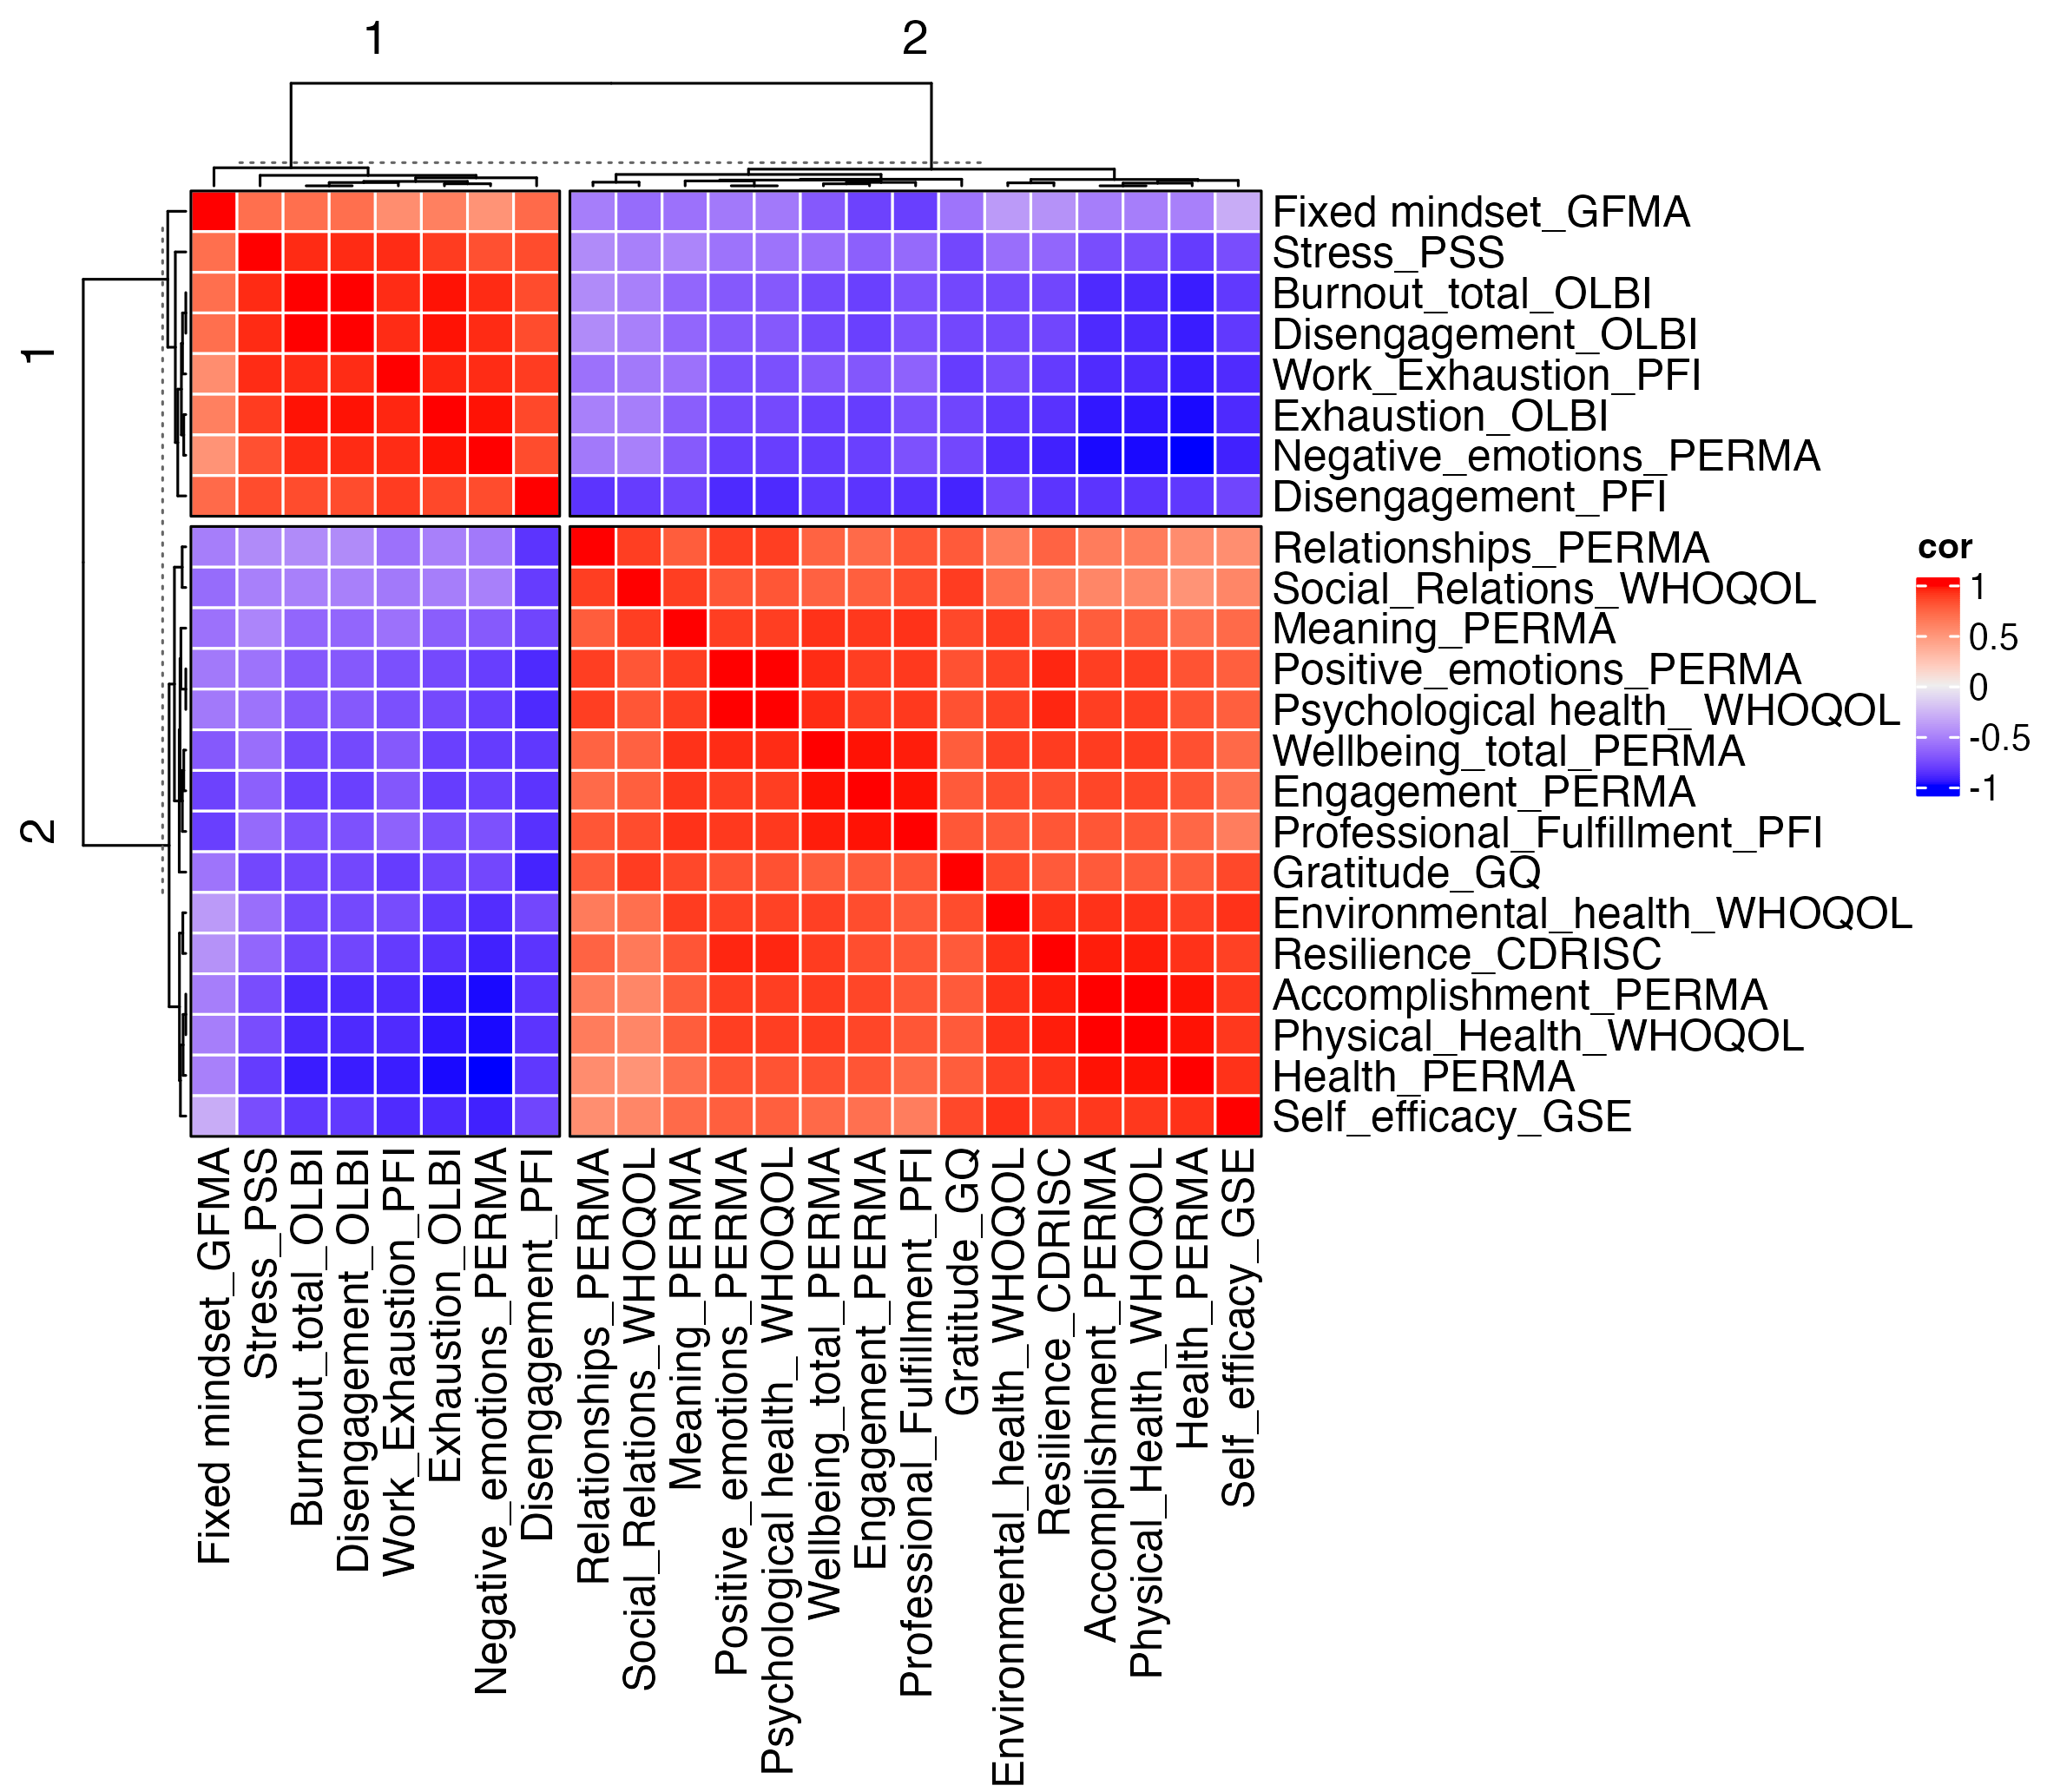 1
2
1
2
Fixed mindset_GFMA
Stress_PSS
Burnout_total_OLBI
Disengagement_OLBI
Work_Exhaustion_PFI
Exhaustion_OLBI
Negative_emotions_PERMA
Disengagement_PFI
Relationships_PERMA
Social_Relations_WHOQOL
Meaning_PERMA
Positive_emotions_PERMA
Psychological health_ WHOQOL
Wellbeing_total_PERMA
Engagement_PERMA
Professional_Fulfillment_PFI
Gratitude_GQ
Environmental_health_WHOQOL
Resilience_CDRISC
Accomplishment_PERMA
Physical_Health_WHOQOL
Health_PERMA
Self_efficacy_GSE
cor
1
0.5
0
-0.5
-1
Fixed mindset_GFMA
Stress_PSS
Burnout_total_OLBI
Disengagement_OLBI
Work_Exhaustion_PFI
Exhaustion_OLBI
Negative_emotions_PERMA
Disengagement_PFI
Relationships_PERMA
Social_Relations_WHOQOL
Meaning_PERMA
Positive_emotions_PERMA
Psychological health_ WHOQOL
Wellbeing_total_PERMA
Engagement_PERMA
Professional_Fulfillment_PFI
Gratitude_GQ
Environmental_health_WHOQOL
Resilience_CDRISC
Accomplishment_PERMA
Physical_Health_WHOQOL
Health_PERMA
Self_efficacy_GSE